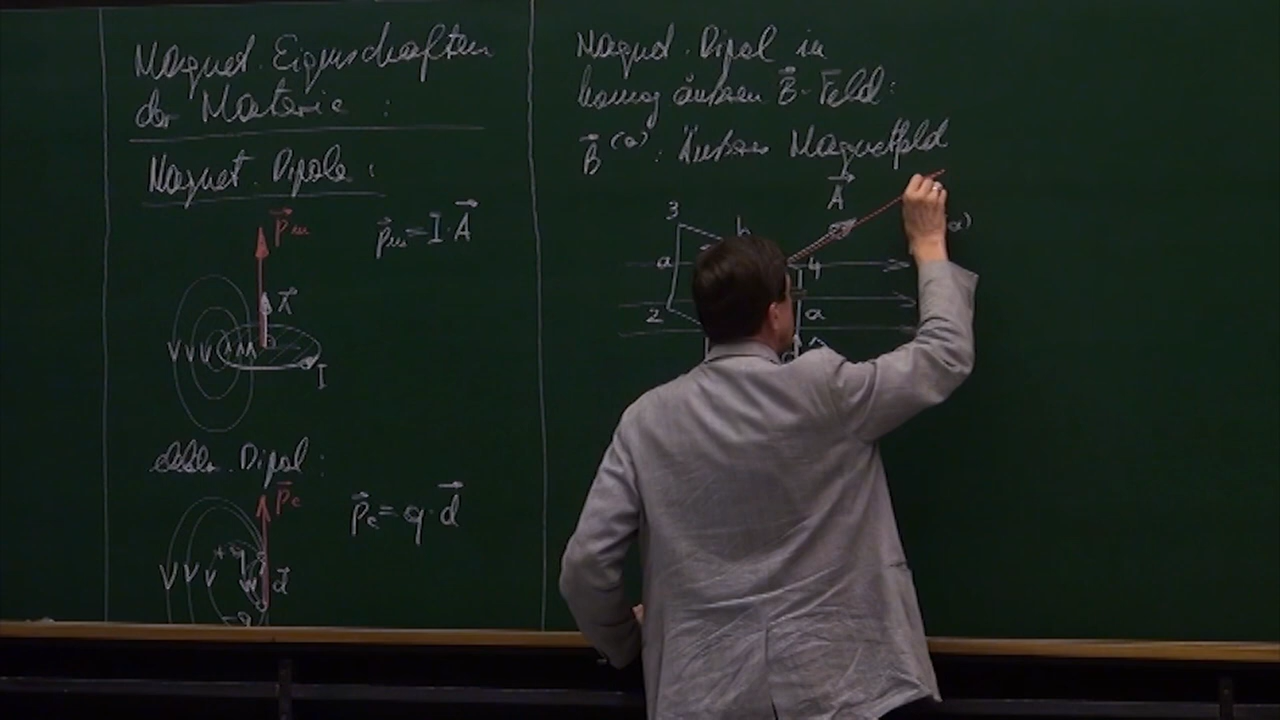 Magnet. Eigenschaften
der Materie :
Magnet. Dipole :
p⃗m
p⃗m = I · A⃗
A⃗
I
elektr. Dipol :
p⃗e
p⃗e = q · d⃗
+q
d⃗
-q
Magnet. Dipol in
homog äußeren B⃗-Feld :
B⃗(a) : äußeres Magnetfeld
A⃗
3
b
a
4
2
a